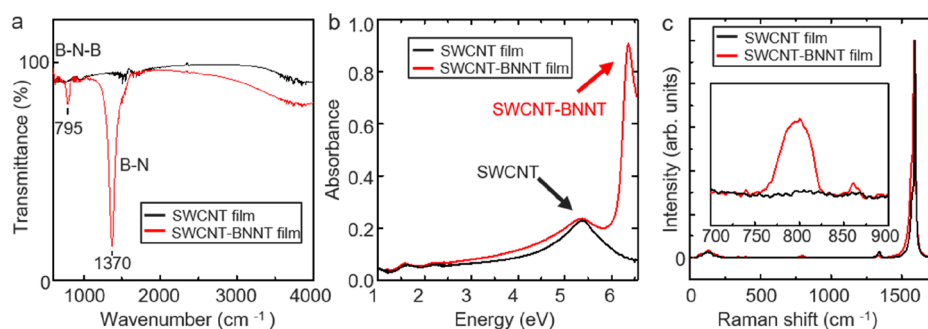 a
B-N-B
100
795
B-N
SWCNT film
SWCNT-BNNT film
1370
0
1000 2000 3000 4000
Transmittance (%)
Wavenumber (cm -1)
b
1.0
0.8
0.6
0.4
0.2
0.0
SWCNT film
SWCNT-BNNT film
SWCNT-BNNT
SWCNT
1 2 3 4 5 6
Absorbance
Energy (eV)
c
SWCNT film
SWCNT-BNNT film
700 750 800 850 900
0 500 1000 1500
Intensity (arb. units)
Raman shift (cm -1)